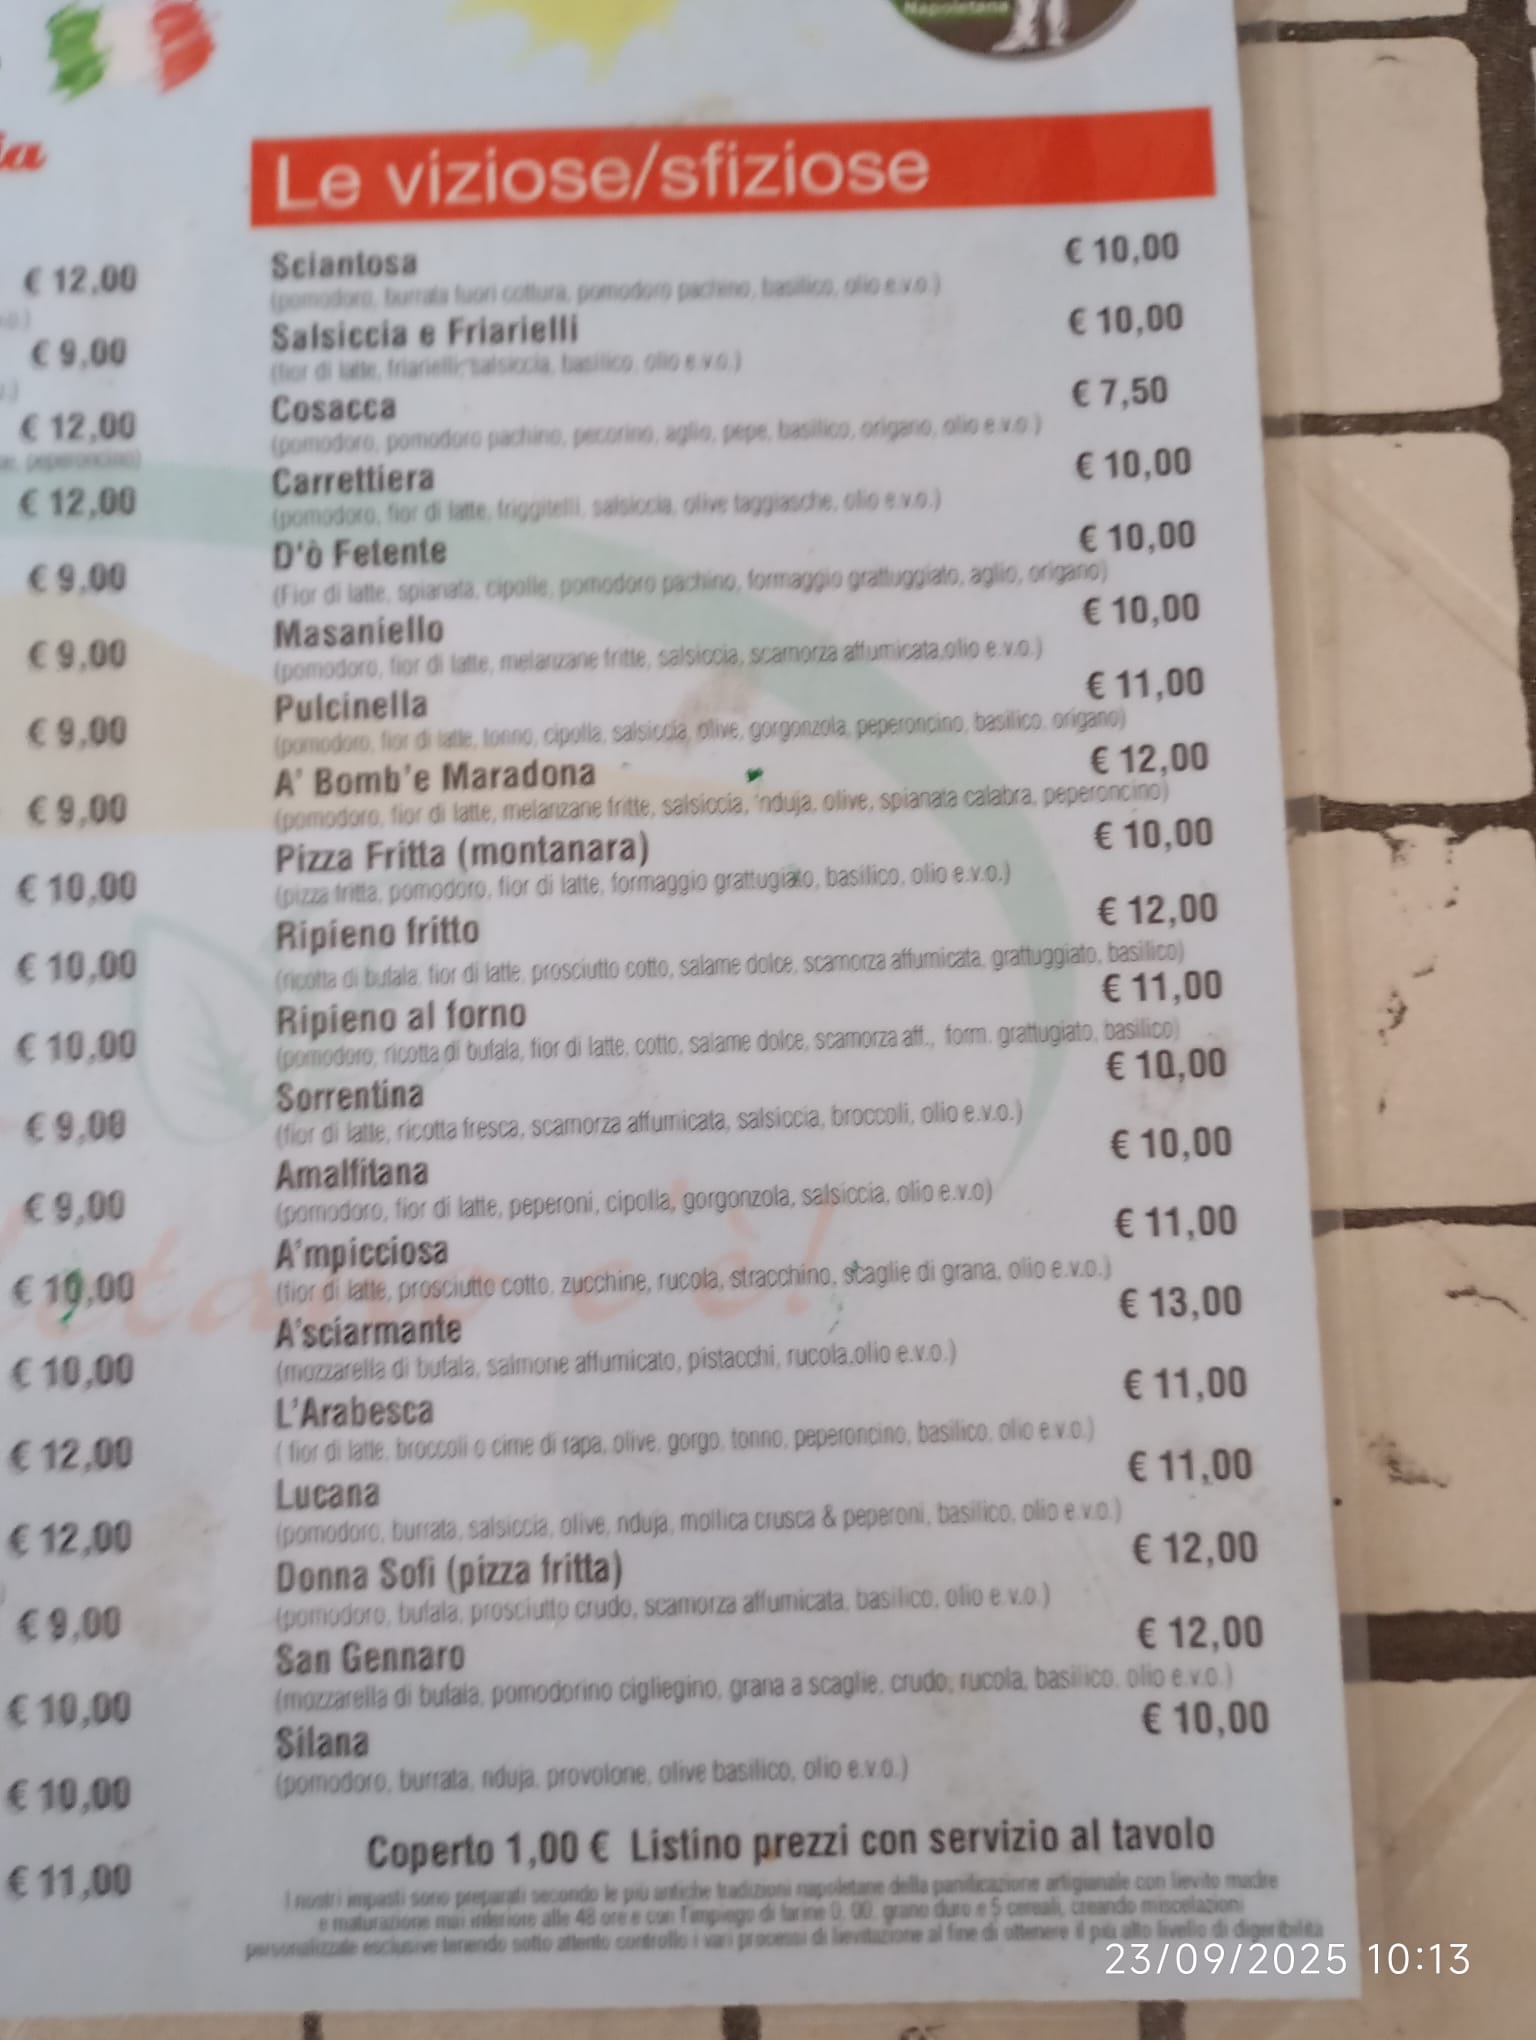 Napoletana
ia
Le viziose/sfiziose
€ 12,00
€ 9,00
€ 12,00
peperoncino)
€ 12,00
€ 9,00
€ 9,00
€ 9,00
€ 9,00
€ 10,00
€ 10,00
€ 10,00
€ 9,00
€ 9,00
€ 10,00
€ 10,00
€ 12,00
€ 12,00
€ 9,00
€ 10,00
€ 10,00
€ 11,00
Sciantosa € 10,00
(pomodoro, burrata fuori cottura, pomodoro pachino, basilico, olio e.v.o.)
Salsiccia e Friarielli € 10,00
(fior di latte, friarielli, salsiccia, basilico, olio e.v.o.)
Cosacca € 7,50
(pomodoro, pomodoro pachino, pecorino, aglio, pepe, basilico, origano, olio e.v.o.)
Carrettiera € 10,00
(pomodoro, fior di latte, friggitelli, salsiccia, olive taggiasche, olio e.v.o.)
D'ò Fetente € 10,00
(Fior di latte, spianata, cipolle, pomodoro pachino, formaggio grattuggiato, aglio, origano)
Masaniello € 10,00
(pomodoro, fior di latte, melanzane fritte, salsiccia, scamorza affumicata,olio e.v.o.)
Pulcinella € 11,00
(pomodoro, fior di latte, tonno, cipolla, salsiccia, olive, gorgonzola, peperoncino, basilico, origano)
A' Bomb'e Maradona € 12,00
(pomodoro, fior di latte, melanzane fritte, salsiccia, 'nduja, olive, spianata calabra, peperoncino)
Pizza Fritta (montanara) € 10,00
(pizza fritta, pomodoro, fior di latte, formaggio grattugiato, basilico, olio e.v.o.)
Ripieno fritto € 12,00
(ricotta di bufala, fior di latte, prosciutto cotto, salame dolce, scamorza affumicata, grattuggiato, basilico)
Ripieno al forno € 11,00
(pomodoro, ricotta di bufala, fior di latte, cotto, salame dolce, scamorza aff., form. grattugiato, basilico)
Sorrentina € 10,00
(fior di latte, ricotta fresca, scamorza affumicata, salsiccia, broccoli, olio e.v.o.)
Amalfitana € 10,00
(pomodoro, fior di latte, peperoni, cipolla, gorgonzola, salsiccia, olio e.v.o)
A'mpicciosa € 11,00
(fior di latte, prosciutto cotto, zucchine, rucola, stracchino, scaglie di grana, olio e.v.o.)
A'sciarmante € 13,00
(mozzarella di bufala, salmone affumicato, pistacchi, rucola,olio e.v.o.)
L'Arabesca € 11,00
( fior di latte, broccoli o cime di rapa, olive, gorgo, tonno, peperoncino, basilico, olio e.v.o.)
Lucana € 11,00
(pomodoro, burrata, salsiccia, olive, nduja, mollica crusca & peperoni, basilico, olio e.v.o.)
Donna Sofi (pizza fritta) € 12,00
(pomodoro, bufala, prosciutto crudo, scamorza affumicata, basilico, olio e.v.o.)
San Gennaro € 12,00
(mozzarella di bufala, pomodorino cigliegino, grana a scaglie, crudo, rucola, basilico, olio e.v.o.)
Silana € 10,00
(pomodoro, burrata, nduja, provolone, olive basilico, olio e.v.o.)
Coperto 1,00 € Listino prezzi con servizio al tavolo
I nostri impasti sono preparati secondo le più antiche tradizioni napoletane della panificazione artigianale con lievito madre
e maturazione mai inferiore alle 48 ore e con l'impiego di farine 0, 00, grano duro e 5 cereali, creando miscelazioni
personalizzate esclusive tenendo sotto attento controllo i vari processi di lievitazione al fine di ottenere il più alto livello di digeribilità
23/09/2025 10:13